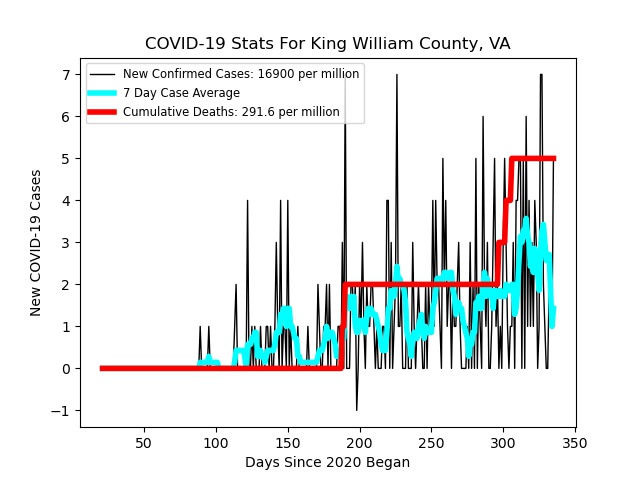 COVID-19 Stats For King William County, VA
New Confirmed Cases: 16900 per million
7 Day Case Average
Cumulative Deaths: 291.6 per million
New COVID-19 Cases
7
6
5
4
3
2
1
0
−1
50 100 150 200 250 300 350
Days Since 2020 Began